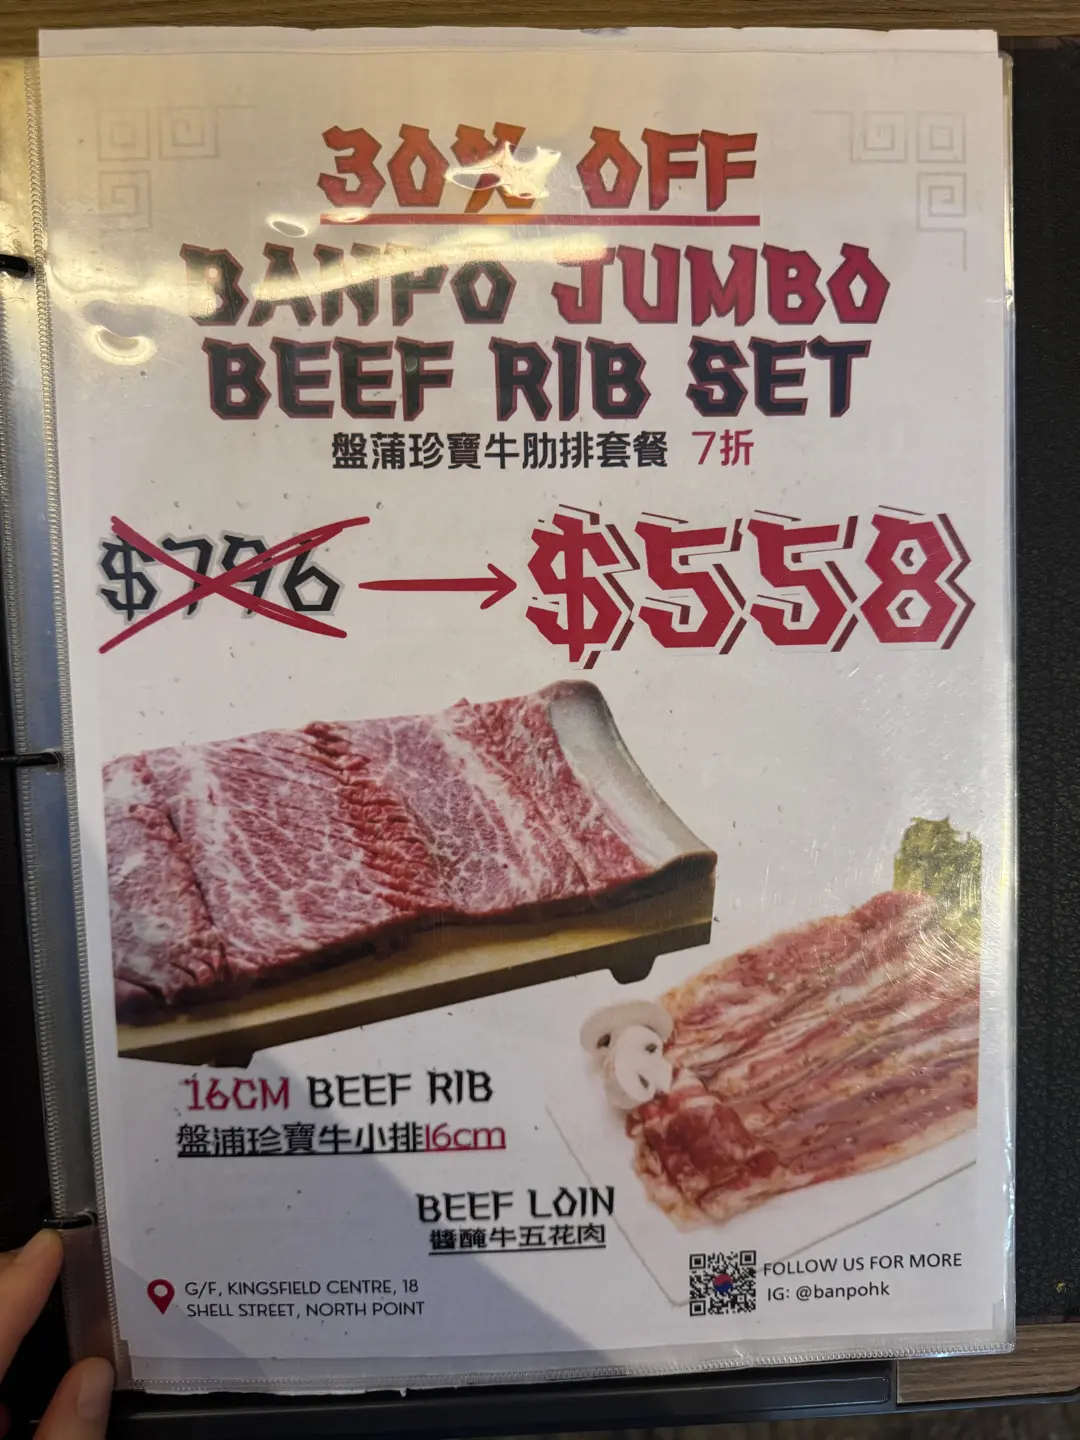 30% OFF
BANPO JUMBO
BEEF RIB SET
盤蒲珍寶牛肋排套餐 7折
$796
$558
16CM BEEF RIB
盤浦珍寶牛小排16cm
BEEF LOIN
醬醃牛五花肉
G/F, KINGSFIELD CENTRE, 18
SHELL STREET, NORTH POINT
FOLLOW US FOR MORE
IG: @banpohk